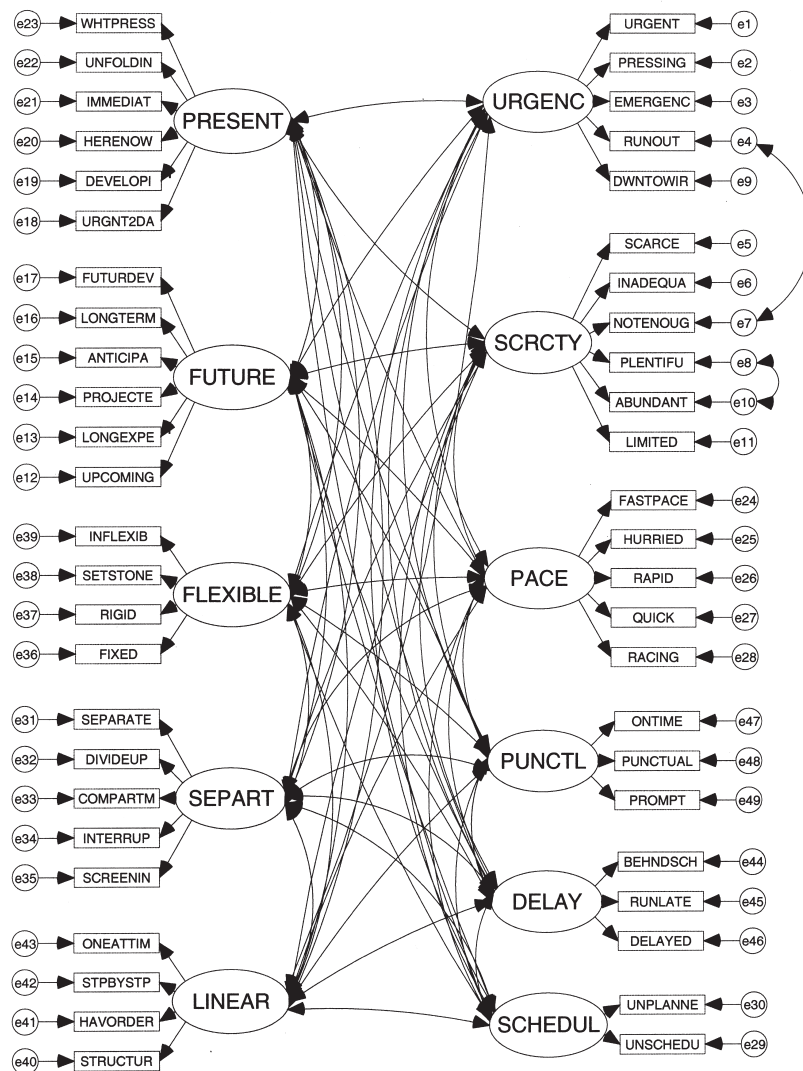 e23 WHTPRESS
e22 UNFOLDIN
e21 IMMEDIAT
e20 HERENOW
e19 DEVELOPI
e18 URGNT2DA
PRESENT
e17 FUTURDEV
e16 LONGTERM
e15 ANTICIPA
e14 PROJECTE
e13 LONGEXPE
e12 UPCOMING
FUTURE
e39 INFLEXIB
e38 SETSTONE
e37 RIGID
e36 FIXED
FLEXIBLE
e31 SEPARATE
e32 DIVIDEUP
e33 COMPARTM
e34 INTERRUP
e35 SCREENIN
SEPART
e43 ONEATTIM
e42 STPBYSTP
e41 HAVORDER
e40 STRUCTUR
LINEAR
URGENC
URGENT e1
PRESSING e2
EMERGENC e3
RUNOUT e4
DWNTOWIR e9
SCRCTY
SCARCE e5
INADEQUA e6
NOTENOUG e7
PLENTIFU e8
ABUNDANT e10
LIMITED e11
PACE
FASTPACE e24
HURRIED e25
RAPID e26
QUICK e27
RACING e28
PUNCTL
ONTIME e47
PUNCTUAL e48
PROMPT e49
DELAY
BEHNDSCH e44
RUNLATE e45
DELAYED e46
SCHEDUL
UNPLANNE e30
UNSCHEDU e29